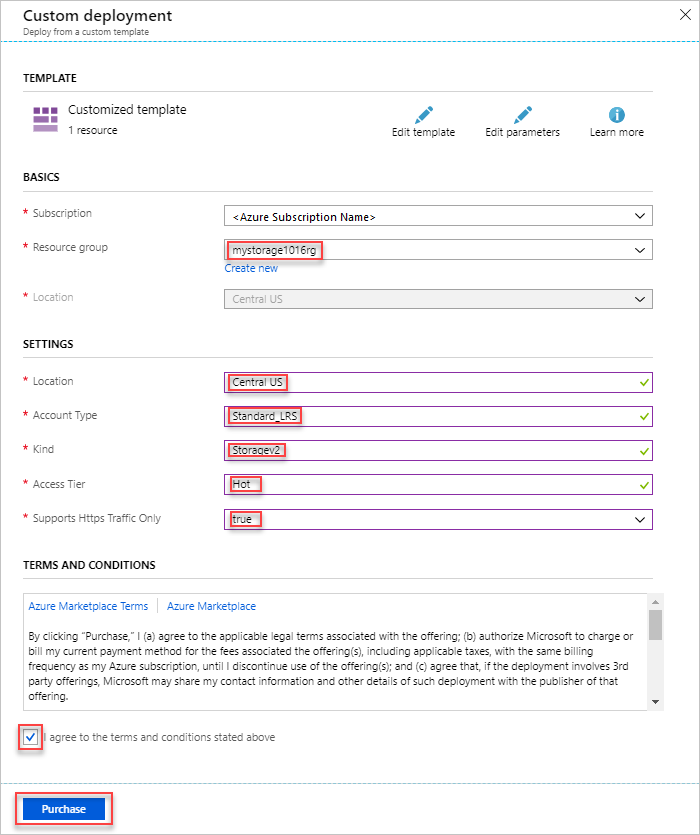 Custom deployment
Deploy from a custom template
TEMPLATE
Customized template
1 resource
Edit template
Edit parameters
Learn more
BASICS
* Subscription
<Azure Subscription Name>
* Resource group
mystorage1016rg
Create new
* Location
Central US
SETTINGS
* Location
Central US
* Account Type
Standard_LRS
* Kind
Storagev2
* Access Tier
Hot
* Supports Https Traffic Only
true
TERMS AND CONDITIONS
Azure Marketplace Terms | Azure Marketplace
By clicking “Purchase,” I (a) agree to the applicable legal terms associated with the offering; (b) authorize Microsoft to charge or
bill my current payment method for the fees associated the offering(s), including applicable taxes, with the same billing
frequency as my Azure subscription, until I discontinue use of the offering(s); and (c) agree that, if the deployment involves 3rd
party offerings, Microsoft may share my contact information and other details of such deployment with the publisher of that
offering.
I agree to the terms and conditions stated above
Purchase